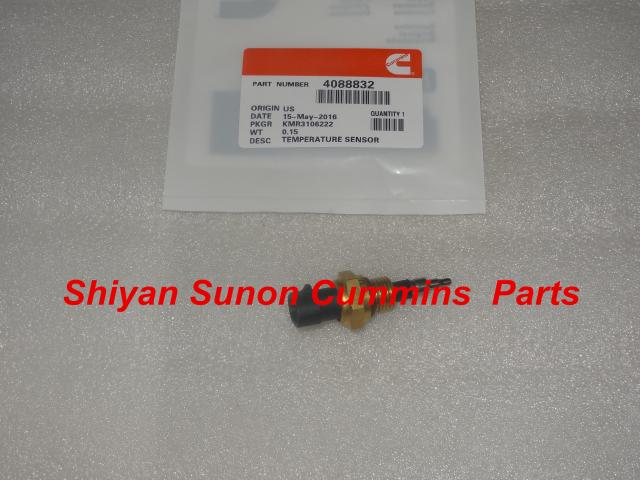 Cummins
PART NUMBER 4088832
ORIGIN US
DATE 15-May-2016 QUANTITY 1
PKGR KMR3106222
WT 0.15
DESC TEMPERATURE SENSOR
Shiyan Sunon Cummins Parts